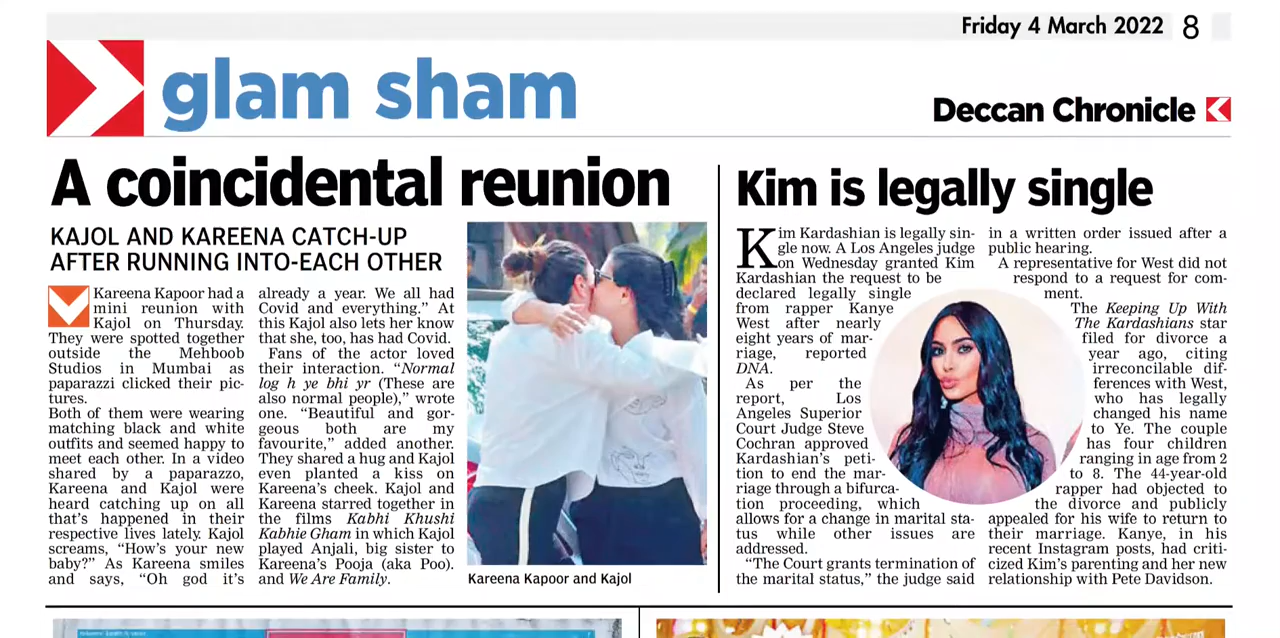 Friday 4 March 2022 8
glam sham
Deccan Chronicle
A coincidental reunion
KAJOL AND KAREENA CATCH-UP
AFTER RUNNING INTO-EACH OTHER
Kareena Kapoor had a
mini reunion with
Kajol on Thursday.
They were spotted together
outside the Mehboob
Studios in Mumbai as
paparazzi clicked their pic-
tures.
Both of them were wearing
matching black and white
outfits and seemed happy to
meet each other. In a video
shared by a paparazzo,
Kareena and Kajol were
heard catching up on all
that's happened in their
respective lives lately. Kajol
screams, "How's your new
baby?" As Kareena smiles
and says, "Oh god it's
already a year. We all had
Covid and everything." At
this Kajol also lets her know
that she, too, has had Covid.
Fans of the actor loved
their interaction. "Normal
log h ye bhi yr (These are
also normal people)," wrote
one. "Beautiful and gor-
geous both are my
favourite," added another.
They shared a hug and Kajol
even planted a kiss on
Kareena's cheek. Kajol and
Kareena starred together in
the films Kabhi Khushi
Kabhie Gham in which Kajol
played Anjali, big sister to
Kareena's Pooja (aka Poo).
and We Are Family.
Kareena Kapoor and Kajol
Kim is legally single
Kim Kardashian is legally sin-
gle now. A Los Angeles judge
on Wednesday granted Kim
Kardashian the request to be
declared legally single
from rapper Kanye
West after nearly
eight years of mar-
riage, reported
DNA.
As per the
report, Los
Angeles Superior
Court Judge Steve
Cochran approved
Kardashian's peti-
tion to end the mar-
riage through a bifurca-
tion proceeding, which
allows for a change in marital sta-
tus while other issues are
addressed.
"The Court grants termination of
the marital status," the judge said
in a written order issued after a
public hearing.
A representative for West did not
respond to a request for com-
ment.
The Keeping Up With
The Kardashians star
filed for divorce a
year ago, citing
irreconcilable dif-
ferences with West,
who has legally
changed his name
to Ye. The couple
has four children
ranging in age from 2
to 8. The 44-year-old
rapper had objected to
the divorce and publicly
appealed for his wife to return to
their marriage. Kanye, in his
recent Instagram posts, had criti-
cized Kim's parenting and her new
relationship with Pete Davidson.